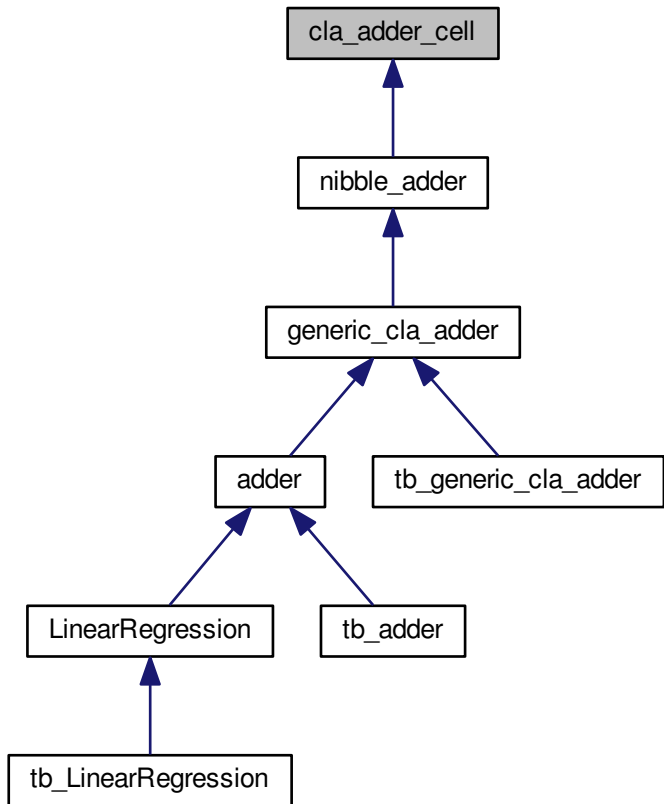 cla_adder_cell
nibble_adder
generic_cla_adder
adder
tb_generic_cla_adder
LinearRegression
tb_adder
tb_LinearRegression